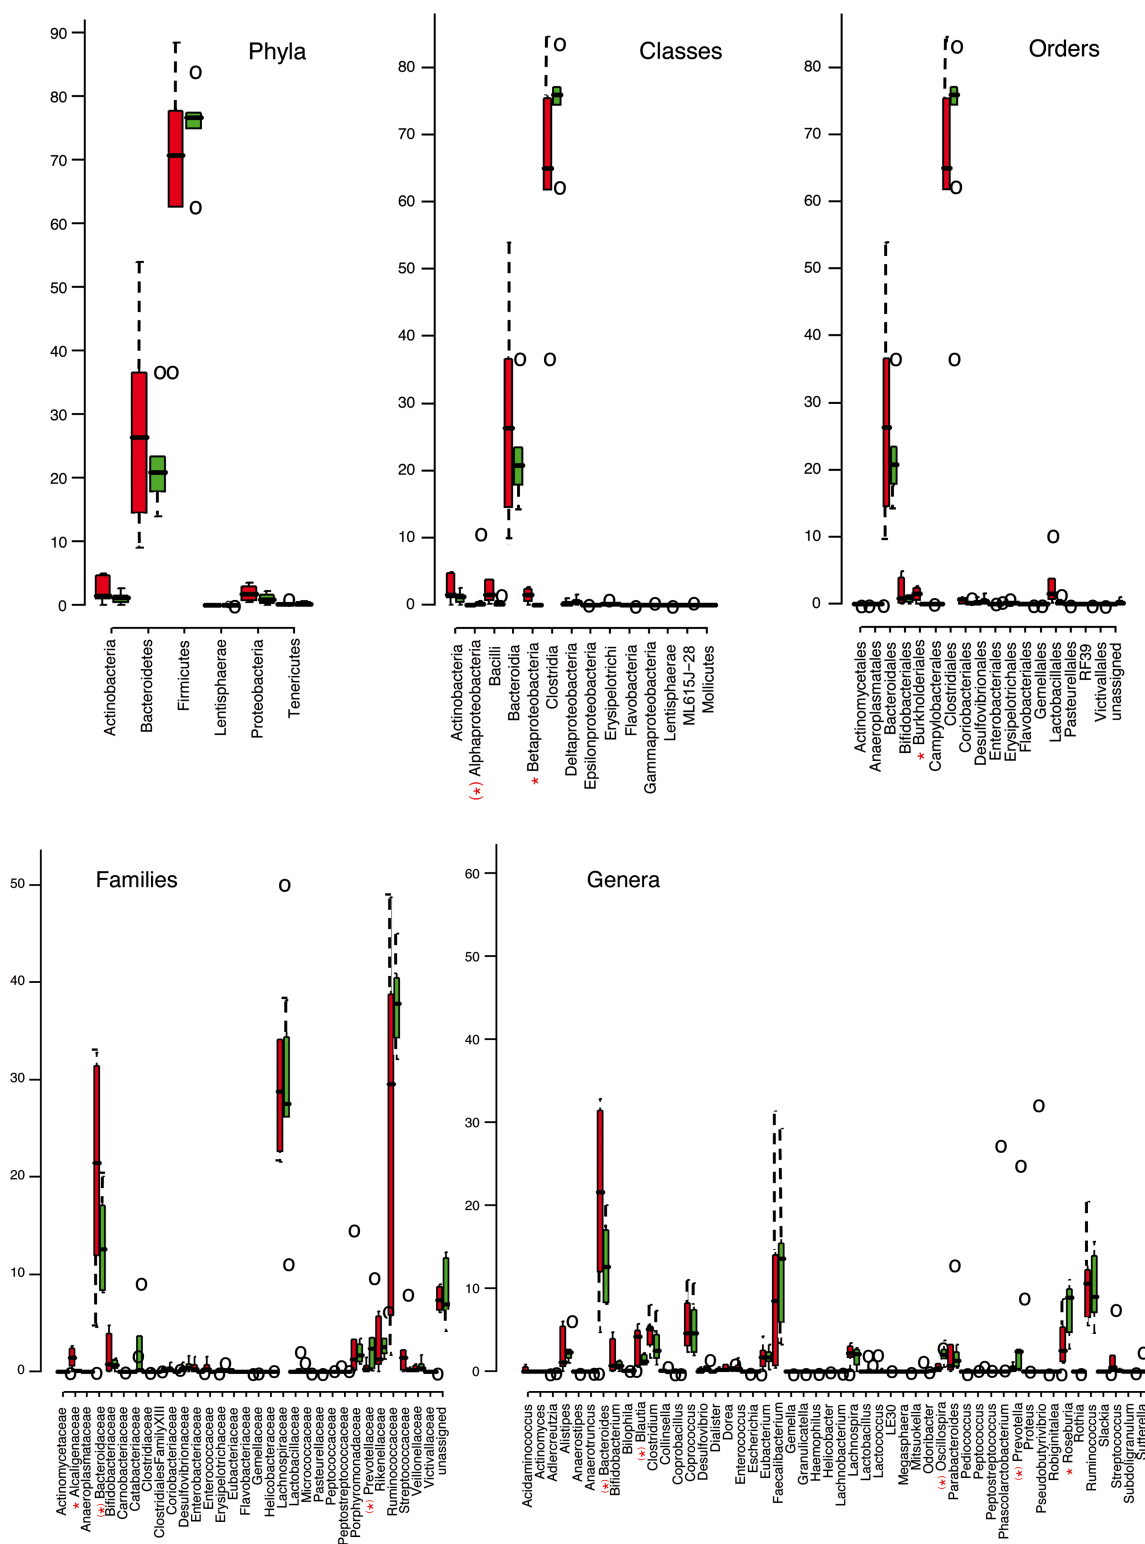 Phyla
90
80
70
60
50
40
30
20
10
0
Actinobacteria
Bacteroidetes
Firmicutes
Lentisphaerae
Proteobacteria
Tenericutes
Classes
80
70
60
50
40
30
20
10
0
Actinobacteria
(*) Alphaproteobacteria
Bacilli
Bacteroidia
* Betaproteobacteria
Clostridia
Deltaproteobacteria
Epsilonproteobacteria
Erysipelotrichi
Flavobacteria
Gammaproteobacteria
Lentisphaerae
ML615J-28
Mollicutes
Orders
80
70
60
50
40
30
20
10
0
Actinomycetales
Anaeroplasmatales
Bacteroidales
Bifidobacteriales
* Burkholderiales
Campylobacterales
Clostridiales
Coriobacteriales
Desulfovibrionales
Enterobacteriales
Erysipelotrichales
Flavobacteriales
Gemellales
Lactobacillales
Pasteurellales
RF39
Victivallales
unassigned
Families
50
40
30
20
10
0
Actinomycetaceae
* Alcaligenaceae
Anaeroplasmataceae
(*) Bacteroidaceae
Bifidobacteriaceae
Carnobacteriaceae
Catabacteriaceae
Clostridiaceae
ClostridialesFamilyXIII
Coriobacteriaceae
Desulfovibrionaceae
Enterobacteriaceae
Enterococcaceae
Erysipelotrichaceae
Eubacteriaceae
Flavobacteriaceae
Gemellaceae
Helicobacteraceae
Lachnospiraceae
Lactobacillaceae
Micrococcaceae
Pasteurellaceae
Peptococcaceae
Peptostreptococcaceae
Porphyromonadaceae
(*) Prevotellaceae
Rikenellaceae
Ruminococcaceae
Streptococcaceae
Veillonellaceae
Victivallaceae
unassigned
Genera
60
50
40
30
20
10
0
Acidaminococcus
Actinomyces
Adlercreutzia
Alistipes
Anaerostipes
Anaerotruncus
(*) Bacteroides
Bifidobacterium
Bilophila
(*) Blautia
Clostridium
Collinsella
Coprobacillus
Coprococcus
Desulfovibrio
Dialister
Dorea
Enterococcus
Escherichia
Eubacterium
Faecalibacterium
Gemella
Granulicatella
Haemophilus
Helicobacter
Lachnobacterium
Lachnospira
Lactobacillus
Lactococcus
LE30
Megasphaera
Mitsuokella
Odoribacter
(*) Oscillospira
Parabacteroides
Pediococcus
Peptococcus
Peptostreptococcus
Phascolarctobacterium
(*) Prevotella
Proteus
Pseudobutyrivibrio
Robiginitalea
* Roseburia
Rothia
Ruminococcus
Slackia
Streptococcus
Subdoligranulum
Sutterella